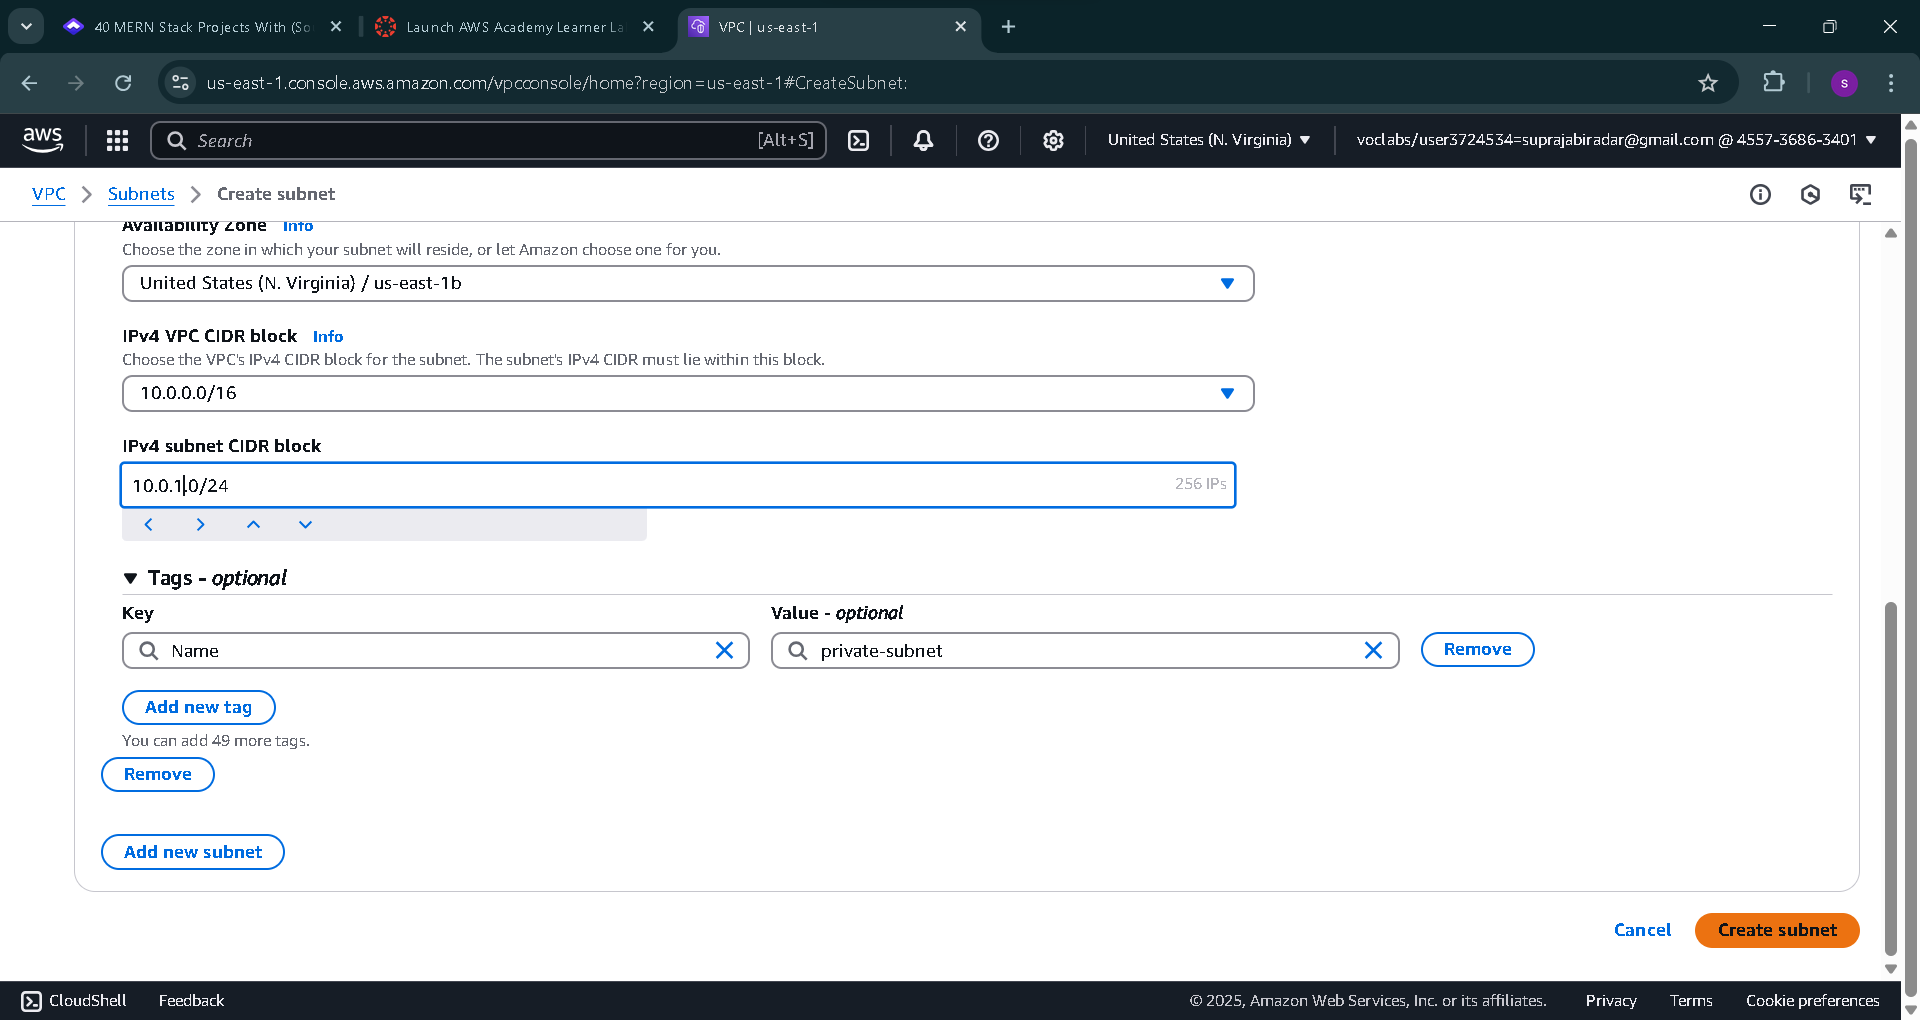 40 MERN Stack Projects With (So
Launch AWS Academy Learner La
VPC | us-east-1
us-east-1.console.aws.amazon.com/vpcconsole/home?region=us-east-1#CreateSubnet:
s
aws
Search
[Alt+S]
United States (N. Virginia)
voclabs/user3724534=suprajabiradar@gmail.com @ 4557-3686-3401
VPC
Subnets
Create subnet
Availability Zone Info
Choose the zone in which your subnet will reside, or let Amazon choose one for you.
United States (N. Virginia) / us-east-1b
IPv4 VPC CIDR block Info
Choose the VPC's IPv4 CIDR block for the subnet. The subnet's IPv4 CIDR must lie within this block.
10.0.0.0/16
IPv4 subnet CIDR block
10.0.1.0/24
256 IPs
Tags - optional
Key
Value - optional
Name
private-subnet
Remove
Add new tag
You can add 49 more tags.
Remove
Add new subnet
Cancel
Create subnet
CloudShell
Feedback
© 2025, Amazon Web Services, Inc. or its affiliates.
Privacy
Terms
Cookie preferences